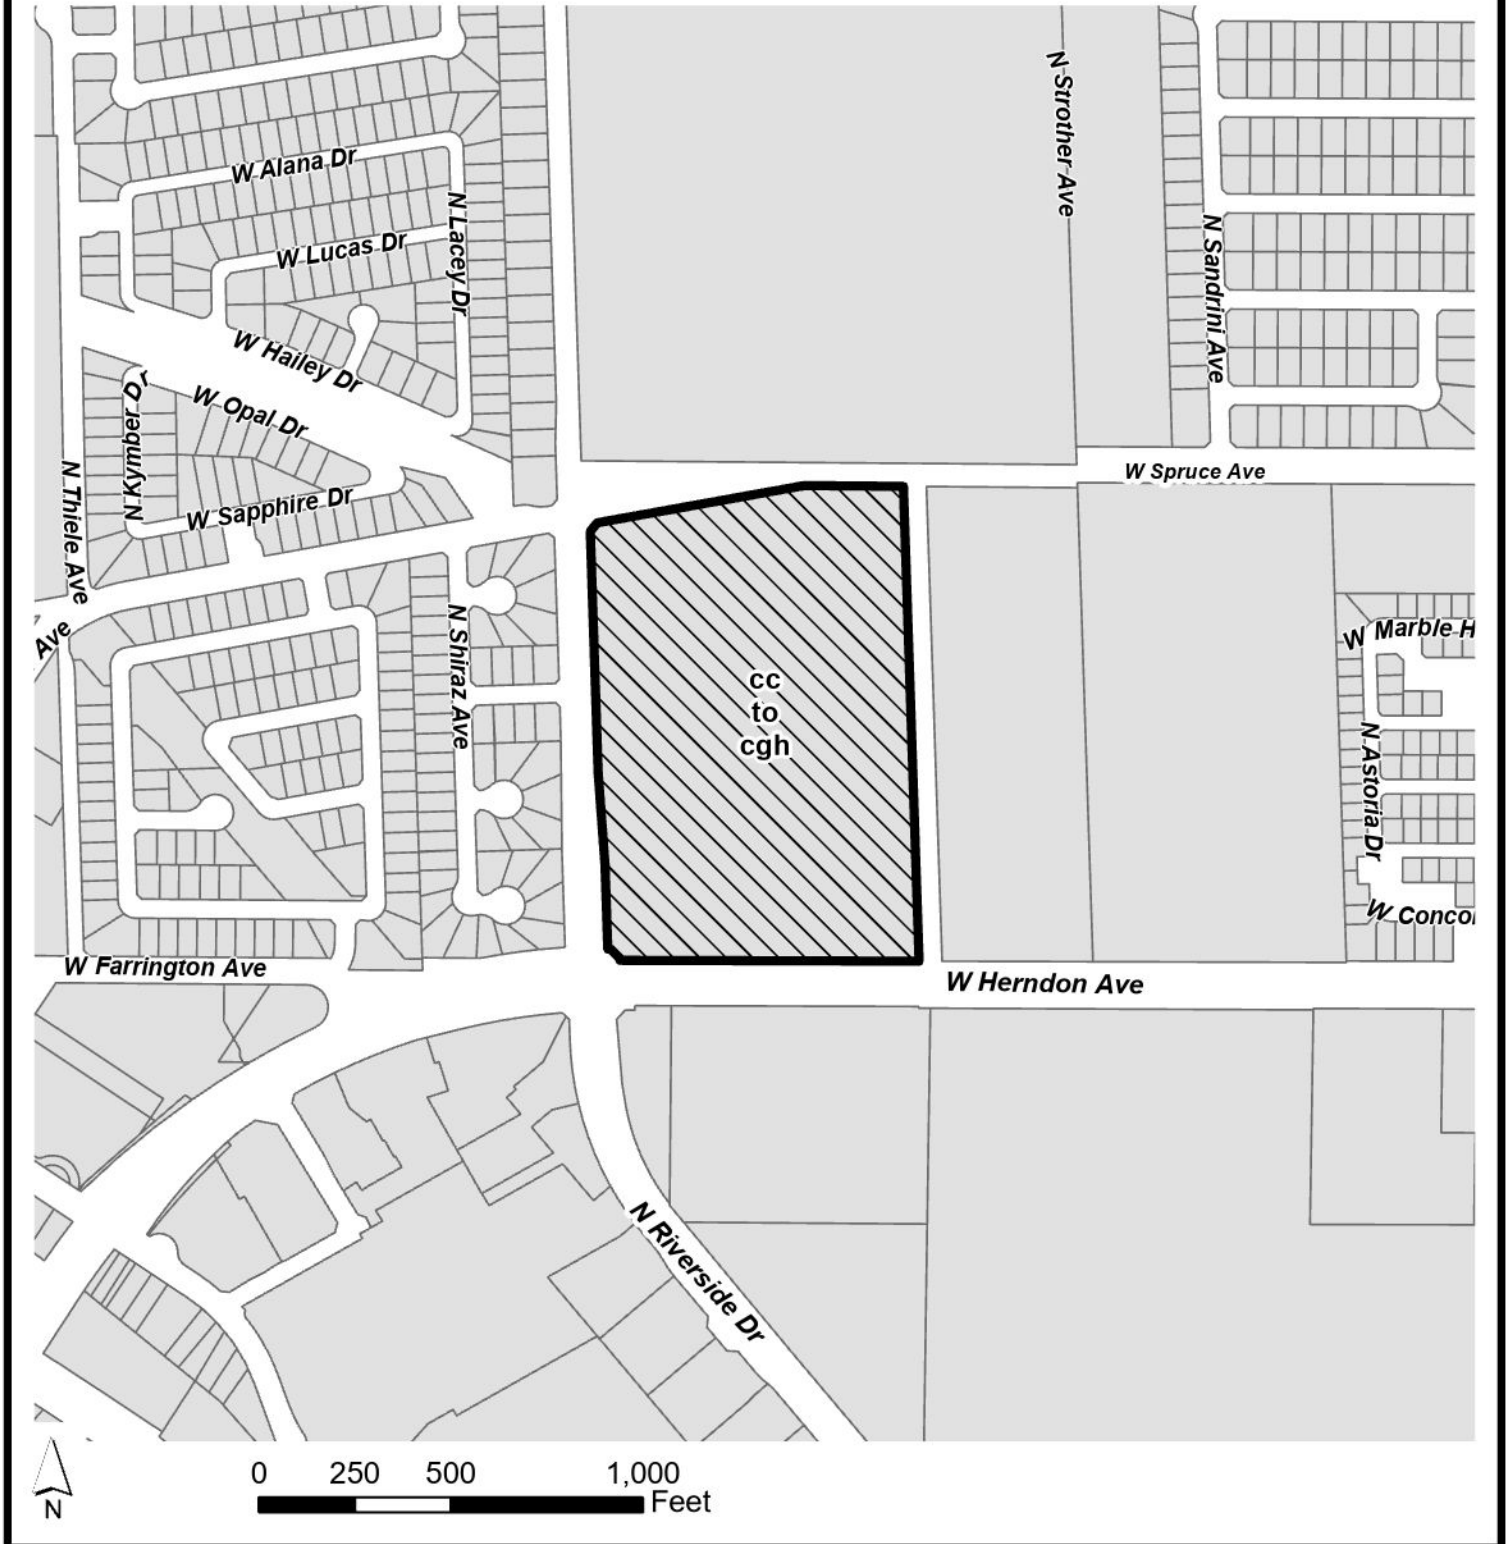 N Strother Ave
W Alana Dr
N Lacey Dr
W Lucas Dr
N Sandrini Ave
W Hailey Dr
W Opal Dr
N Kymber Dr
N Thiele Ave
W Sapphire Dr
W Spruce Ave
Ave
N Shiraz Ave
W Marble H
cc
to
cgh
N Astoria Dr
W Conco
W Farrington Ave
W Herndon Ave
N Riverside Dr
N
0 250 500 1,000
Feet